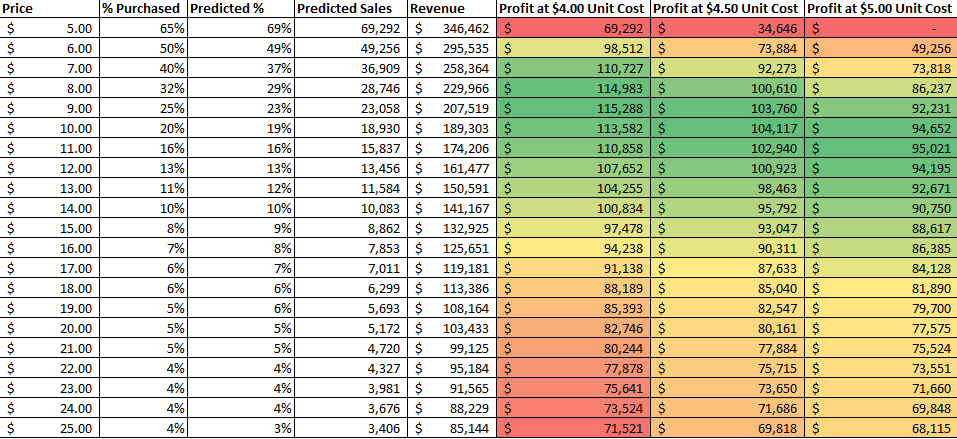 Price % Purchased Predicted % Predicted Sales Revenue Profit at $4.00 Unit Cost Profit at $4.50 Unit Cost Profit at $5.00 Unit Cost
$ 5.00 65% 69% 69,292 $ 346,462 $ 69,292 $ 34,646 $ -
$ 6.00 50% 49% 49,256 $ 295,535 $ 98,512 $ 73,884 $ 49,256
$ 7.00 40% 37% 36,909 $ 258,364 $ 110,727 $ 92,273 $ 73,818
$ 8.00 32% 29% 28,746 $ 229,966 $ 114,983 $ 100,610 $ 86,237
$ 9.00 25% 23% 23,058 $ 207,519 $ 115,288 $ 103,760 $ 92,231
$ 10.00 20% 19% 18,930 $ 189,303 $ 113,582 $ 104,117 $ 94,652
$ 11.00 16% 16% 15,837 $ 174,206 $ 110,858 $ 102,940 $ 95,021
$ 12.00 13% 13% 13,456 $ 161,477 $ 107,652 $ 100,923 $ 94,195
$ 13.00 11% 12% 11,584 $ 150,591 $ 104,255 $ 98,463 $ 92,671
$ 14.00 10% 10% 10,083 $ 141,167 $ 100,834 $ 95,792 $ 90,750
$ 15.00 8% 9% 8,862 $ 132,925 $ 97,478 $ 93,047 $ 88,617
$ 16.00 7% 8% 7,853 $ 125,651 $ 94,238 $ 90,311 $ 86,385
$ 17.00 6% 7% 7,011 $ 119,181 $ 91,138 $ 87,633 $ 84,128
$ 18.00 6% 6% 6,299 $ 113,386 $ 88,189 $ 85,040 $ 81,890
$ 19.00 5% 6% 5,693 $ 108,164 $ 85,393 $ 82,547 $ 79,700
$ 20.00 5% 5% 5,172 $ 103,433 $ 82,746 $ 80,161 $ 77,575
$ 21.00 5% 5% 4,720 $ 99,125 $ 80,244 $ 77,884 $ 75,524
$ 22.00 4% 4% 4,327 $ 95,184 $ 77,878 $ 75,715 $ 73,551
$ 23.00 4% 4% 3,981 $ 91,565 $ 75,641 $ 73,650 $ 71,660
$ 24.00 4% 4% 3,676 $ 88,229 $ 73,524 $ 71,686 $ 69,848
$ 25.00 4% 3% 3,406 $ 85,144 $ 71,521 $ 69,818 $ 68,115